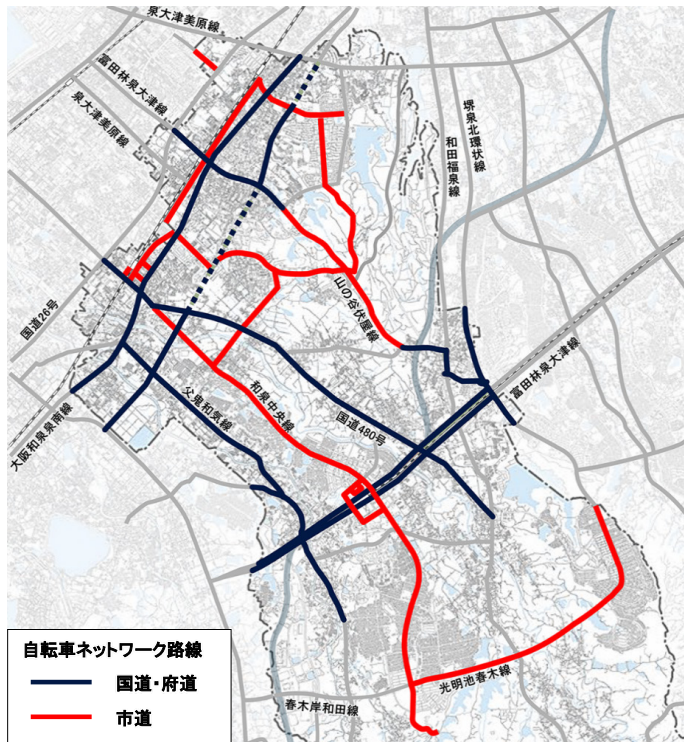 泉大津美原線
富田林泉大津線
泉大津美原線
堺泉北環状線
和田福泉線
山の谷伏屋線
国道26号
富田林泉大津線
父鬼和気線
和泉中央線
国道480号
大阪和泉泉南線
光明池春木線
春木岸和田線
自転車ネットワーク路線
国道・府道
市道